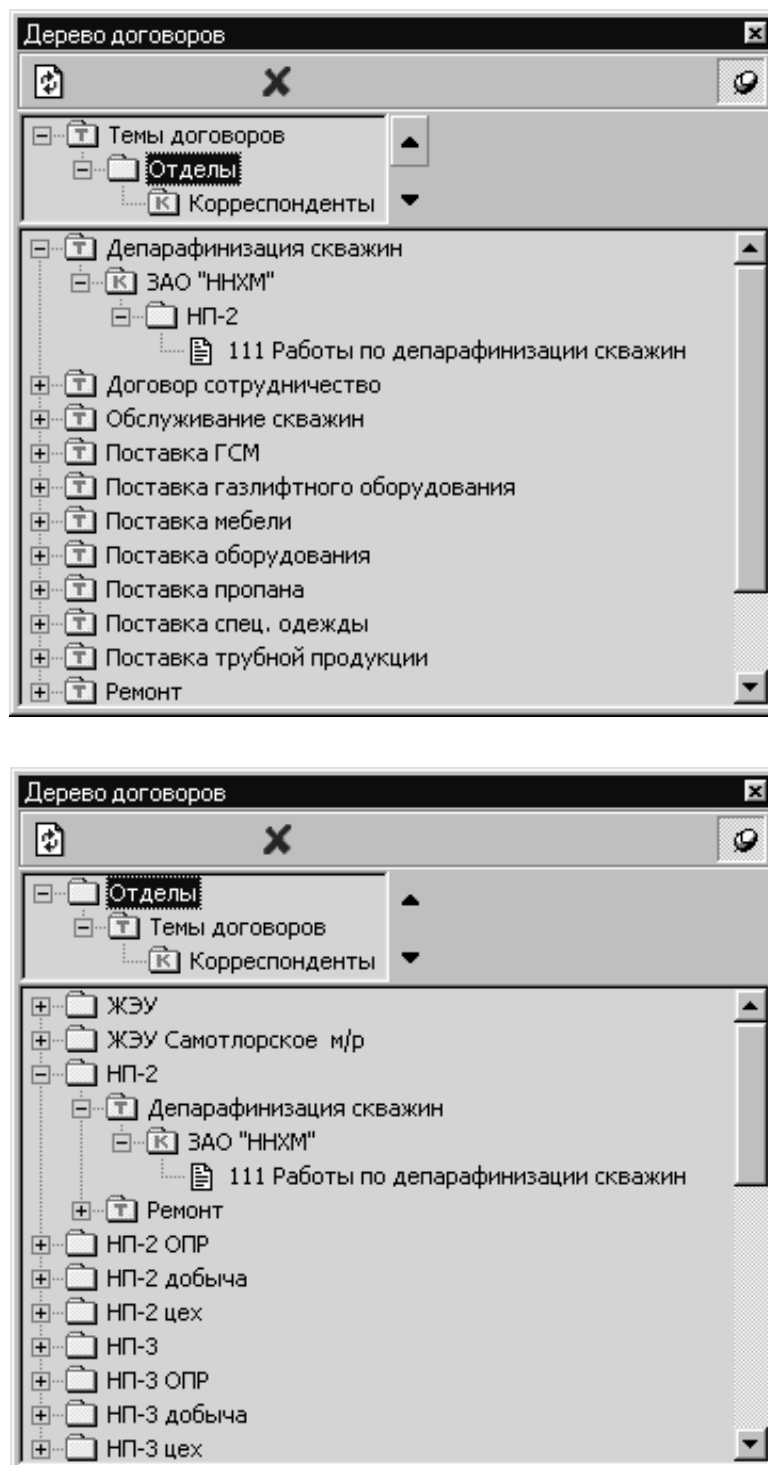 Дерево договоров
Темы договоров
Отделы
Корреспонденты
Депарафинизация скважин
ЗАО "ННХМ"
НП-2
111 Работы по депарафинизации скважин
Договор сотрудничество
Обслуживание скважин
Поставка ГСМ
Поставка газлифтного оборудования
Поставка мебели
Поставка оборудования
Поставка пропана
Поставка спец. одежды
Поставка трубной продукции
Ремонт
Дерево договоров
Отделы
Темы договоров
Корреспонденты
ЖЭУ
ЖЭУ Самотлорское м/р
НП-2
Депарафинизация скважин
ЗАО "ННХМ"
111 Работы по депарафинизации скважин
Ремонт
НП-2 ОПР
НП-2 добыча
НП-2 цех
НП-3
НП-3 ОПР
НП-3 добыча
НП-3 цех